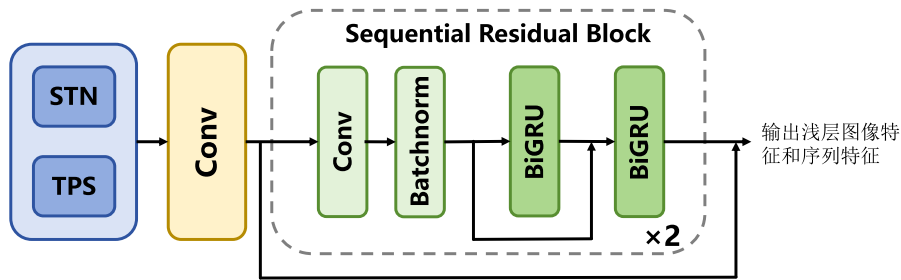 Sequential Residual Block
STN
TPS
Conv
Conv
Batchnorm
BiGRU
BiGRU
×2
输出浅层图像特
征和序列特征